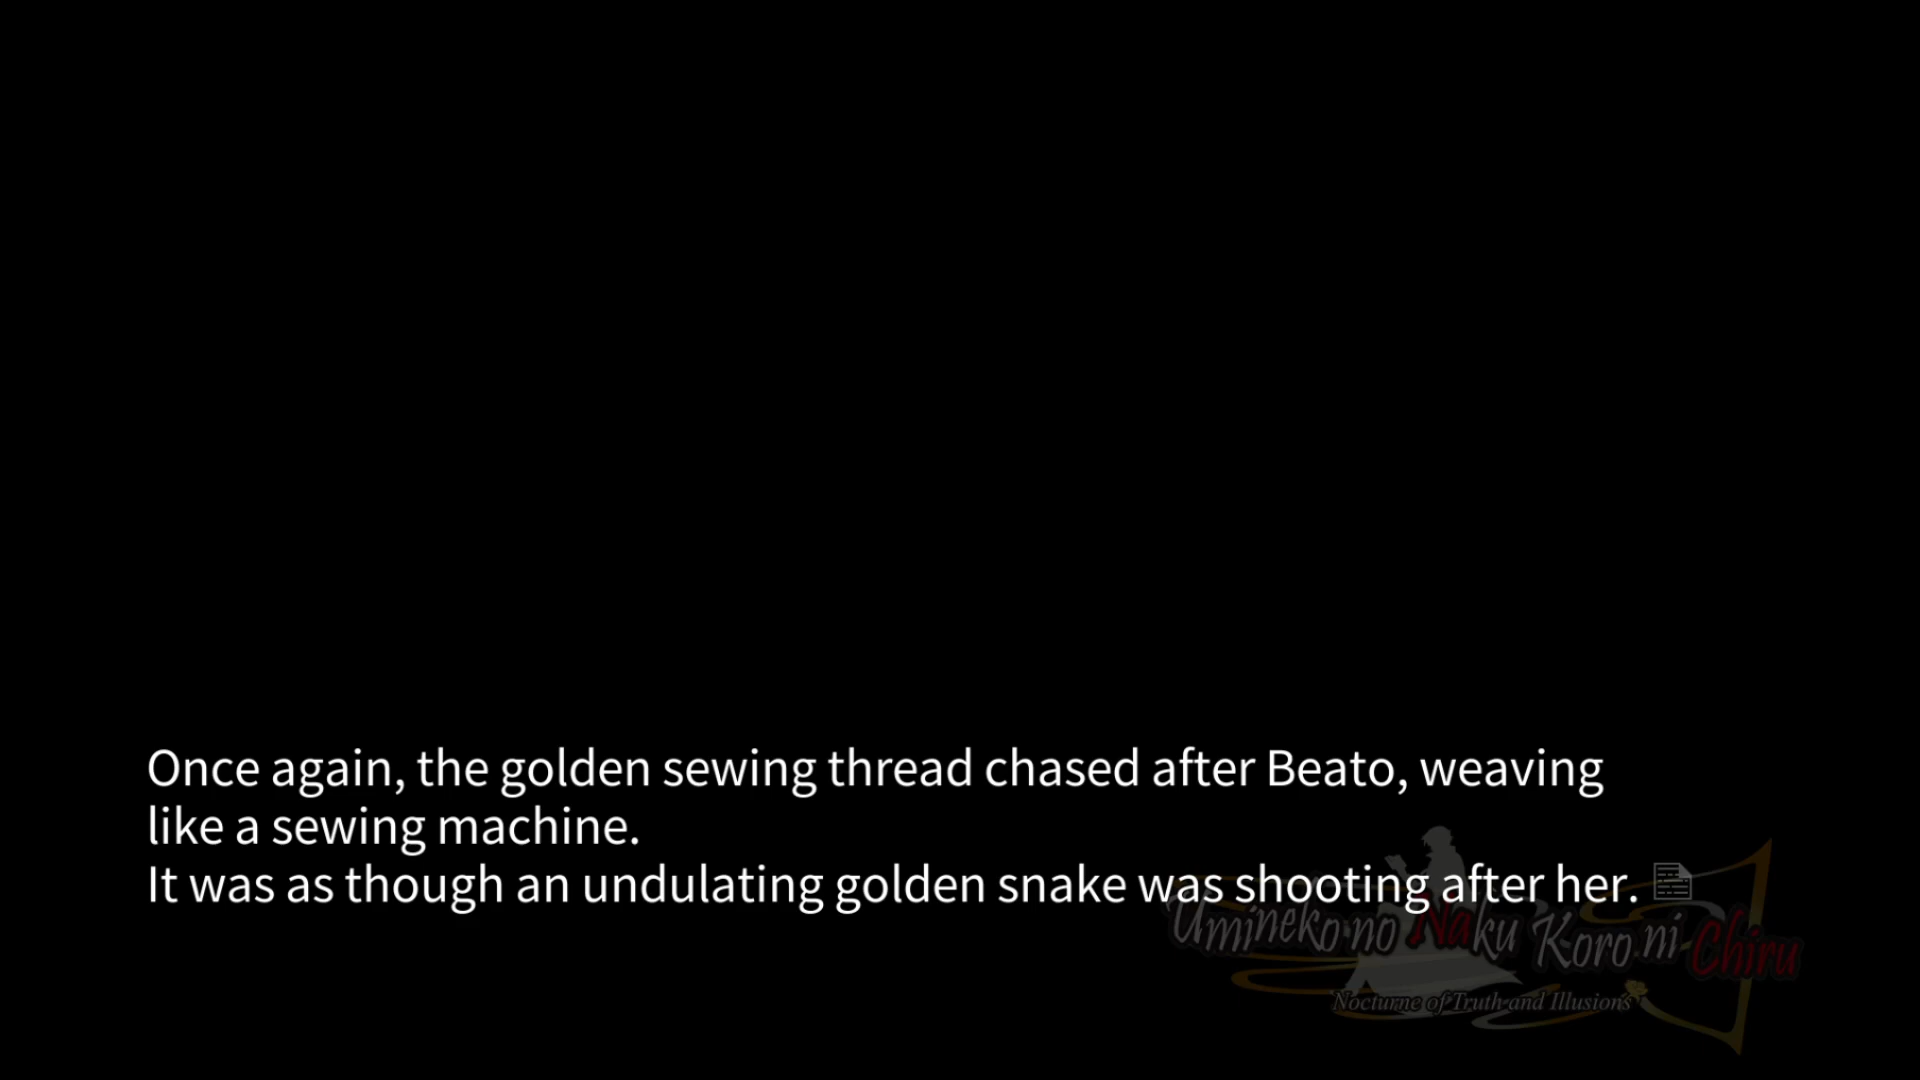 Once again, the golden sewing thread chased after Beato, weaving
like a sewing machine.
It was as though an undulating golden snake was shooting after her.
Umineko no Naku Koro ni Chiru
Nocturne of Truth and Illusions